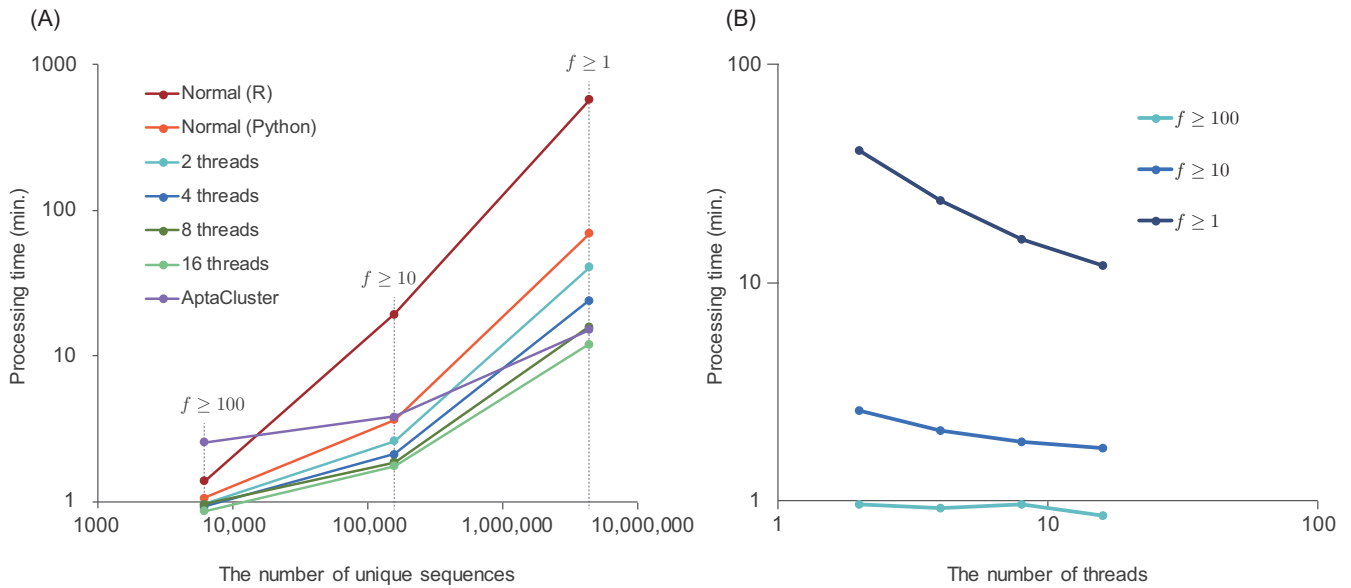 (A)
1000
100
10
1
Processing time (min.)
Normal (R)
Normal (Python)
2 threads
4 threads
8 threads
16 threads
AptaCluster
f ≥ 100
f ≥ 10
f ≥ 1
1000
10,000
100,000
1,000,000
10,000,000
The number of unique sequences
(B)
100
10
1
Processing time (min.)
f ≥ 100
f ≥ 10
f ≥ 1
1
10
100
The number of threads